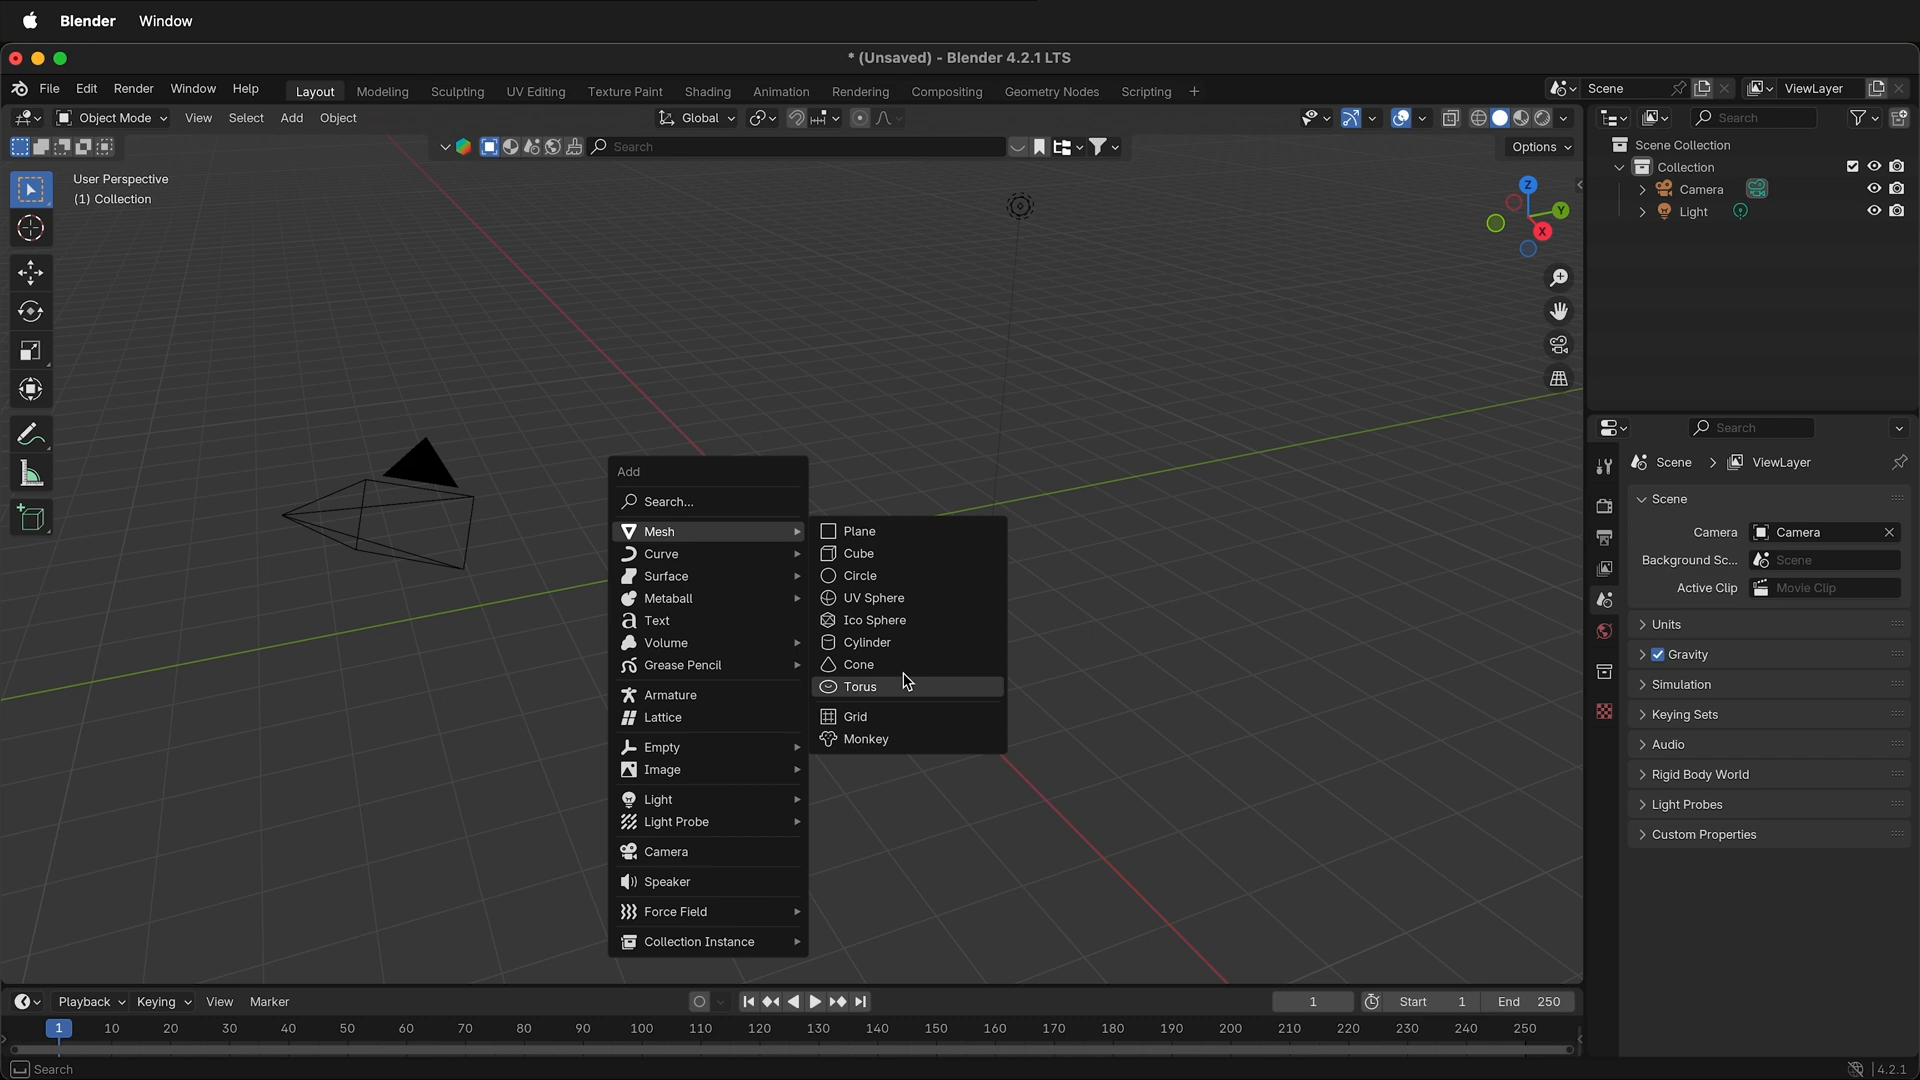 Blender Window
* (Unsaved) - Blender 4.2.1 LTS
File Edit Render Window Help Layout Modeling Sculpting UV Editing Texture Paint Shading Animation Rendering Compositing Geometry Nodes Scripting + Scene ViewLayer
Object Mode View Select Add Object Global Search
Search Options
User Perspective
(1) Collection
Z
Y
X
Scene Collection
Collection
Camera
Light
Search
Scene > ViewLayer
Scene
Camera Camera
Background Sc... Scene
Active Clip Movie Clip
Units
Gravity
Simulation
Keying Sets
Audio
Rigid Body World
Light Probes
Custom Properties
Add
Search...
Mesh
Curve
Surface
Metaball
Text
Volume
Grease Pencil
Armature
Lattice
Empty
Image
Light
Light Probe
Camera
Speaker
Force Field
Collection Instance
Plane
Cube
Circle
UV Sphere
Ico Sphere
Cylinder
Cone
Torus
Grid
Monkey
Playback Keying View Marker 1 Start 1 End 250
1 10 20 30 40 50 60 70 80 90 100 110 120 130 140 150 160 170 180 190 200 210 220 230 240 250
Search 4.2.1